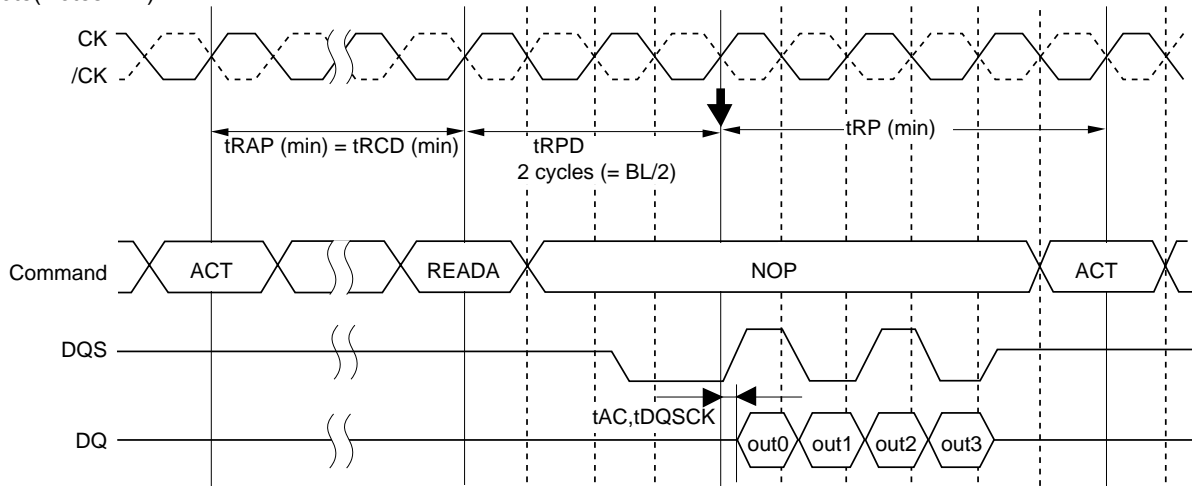 CK
/CK
tRAP (min) = tRCD (min)
tRPD
2 cycles (= BL/2)
tRP (min)
Command
ACT
READA
NOP
ACT
DQS
tAC,tDQSCK
DQ
out0
out1
out2
out3